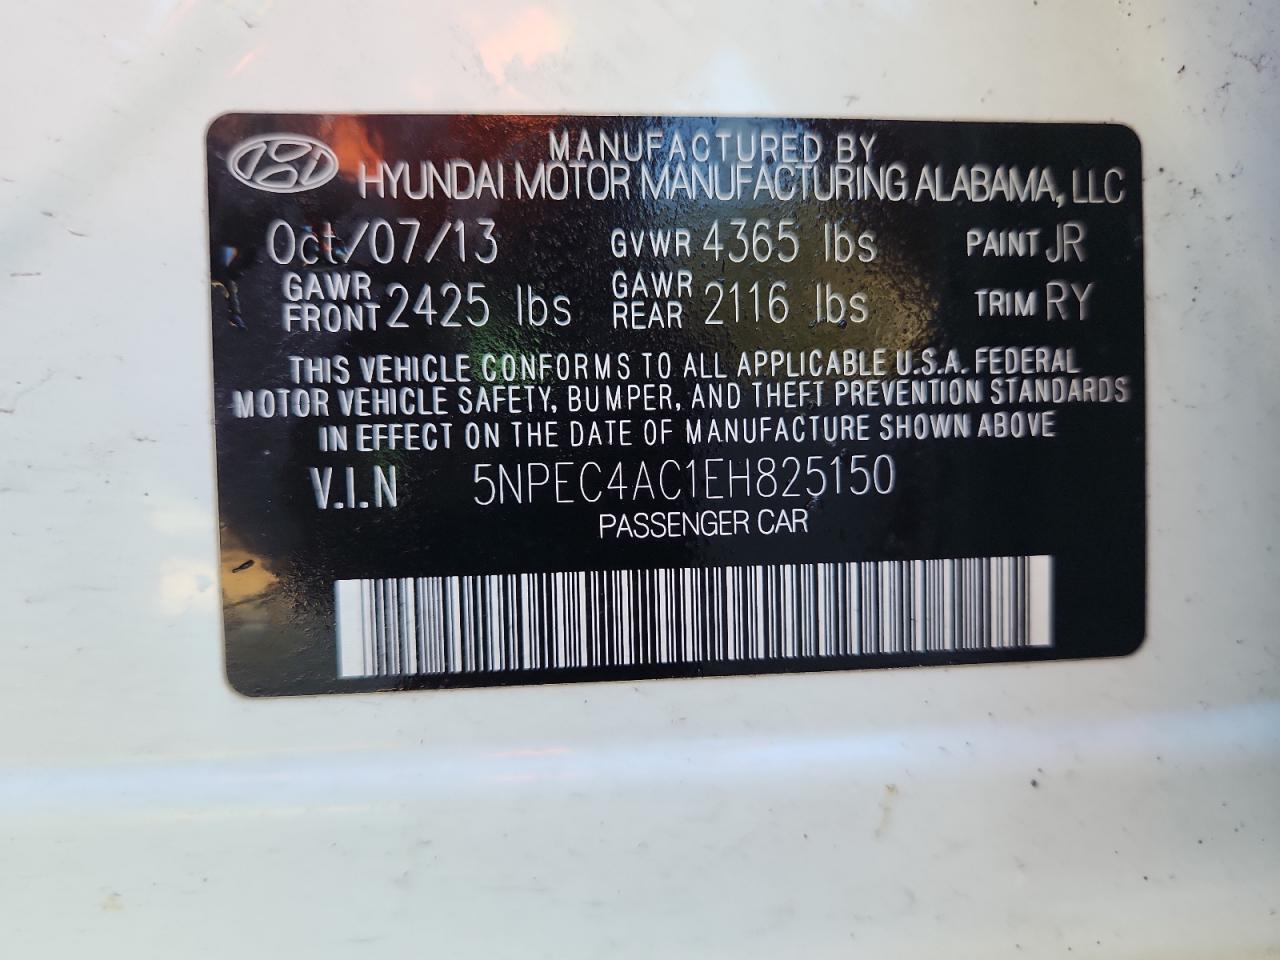 MANUFACTURED BY
HYUNDAI MOTOR MANUFACTURING ALABAMA, LLC
Oct/07/13 GVWR 4365 lbs PAINT JR
GAWR FRONT 2425 lbs GAWR REAR 2116 lbs TRIM RY
THIS VEHICLE CONFORMS TO ALL APPLICABLE U.S.A. FEDERAL
MOTOR VEHICLE SAFETY, BUMPER, AND THEFT PREVENTION STANDARDS
IN EFFECT ON THE DATE OF MANUFACTURE SHOWN ABOVE
V.I.N 5NPEC4AC1EH825150
PASSENGER CAR